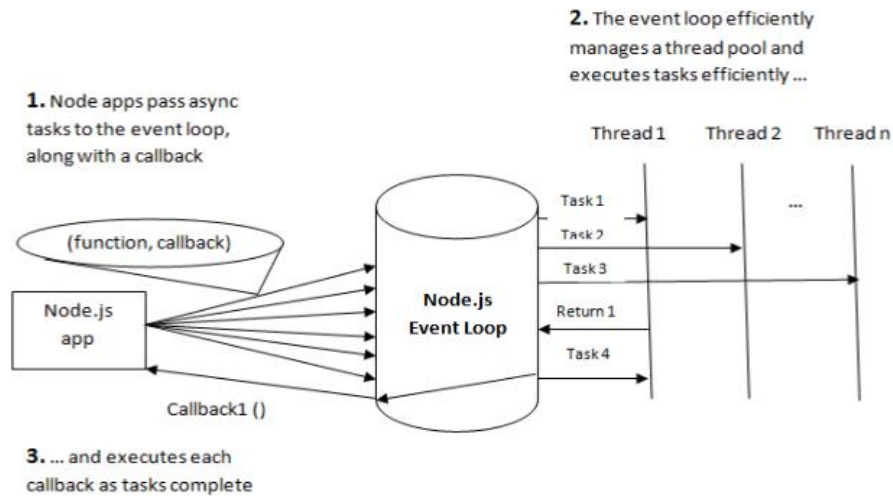 2. The event loop efficiently
manages a thread pool and
executes tasks efficiently ...
1. Node apps pass async
tasks to the event loop,
along with a callback
Thread 1
Thread 2
Thread n
Task 1
...
(function, callback)
Task 2
Task 3
Node.js
app
Node.js
Event Loop
Return 1
Task 4
Callback1 ()
3. ... and executes each
callback as tasks complete